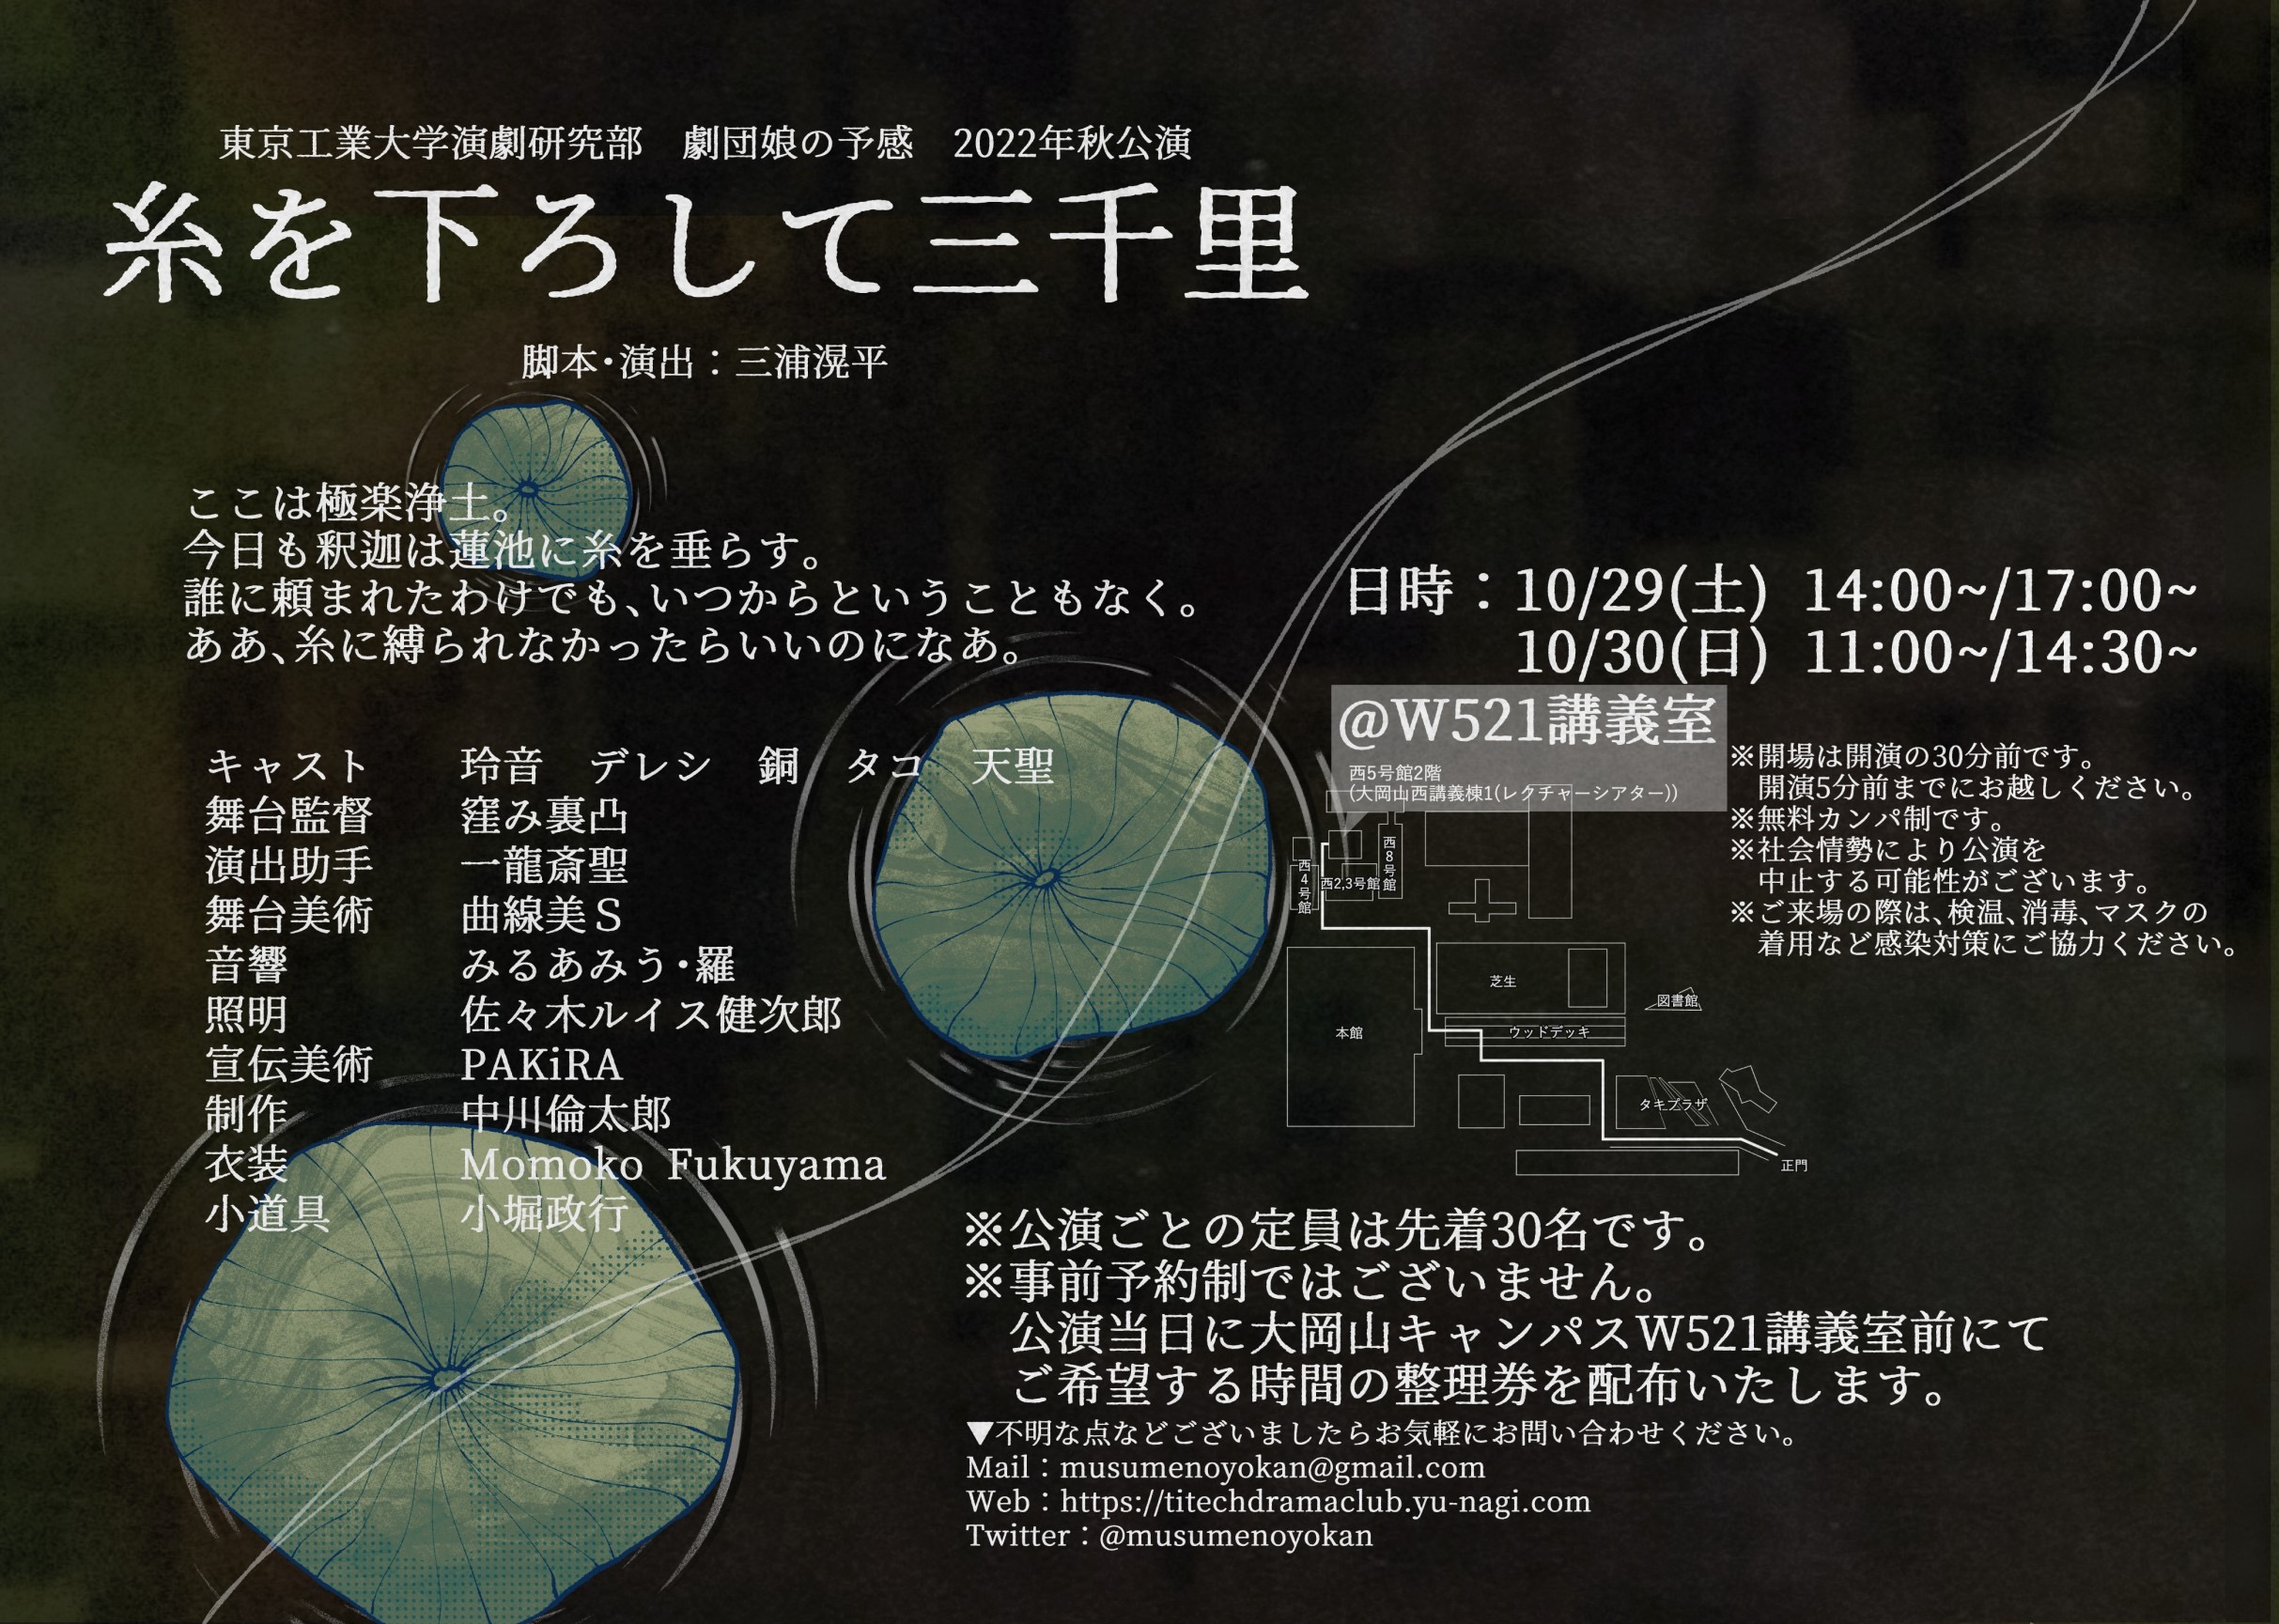 東京工業大学演劇研究部　劇団娘の予感　2022年秋公演
糸を下ろして三千里
脚本・演出：三浦滉平
ここは極楽浄土。
今日も釈迦は蓮池に糸を垂らす。
誰に頼まれたわけでも、いつからということもなく。
ああ、糸に縛られなかったらいいのになあ。
キャスト　玲音　デレシ　銅　タコ　天聖
舞台監督　窪み裏凸
演出助手　一龍斎聖
舞台美術　曲線美Ｓ
音響　みるあみう・羅
照明　佐々木ルイス健次郎
宣伝美術　PAKiRA
制作　中川倫太郎
衣装　Momoko Fukuyama
小道具　小堀政行
日時：10/29(土) 14:00~/17:00~
10/30(日) 11:00~/14:30~
@W521講義室
西5号館2階
(大岡山西講義棟1(レクチャーシアター))
※開場は開演の30分前です。
開演5分前までにお越しください。
※無料カンパ制です。
※社会情勢により公演を
中止する可能性がございます。
※ご来場の際は、検温、消毒、マスクの
着用など感染対策にご協力ください。
西4号館
西2,3号館
西8号館
芝生
図書館
本館
ウッドデッキ
タキプラザ
正門
※公演ごとの定員は先着30名です。
※事前予約制ではございません。
公演当日に大岡山キャンパスW521講義室前にて
ご希望する時間の整理券を配布いたします。
▼不明な点などございましたらお気軽にお問い合わせください。
Mail：musumenoyokan@gmail.com
Web：https://titechdramaclub.yu-nagi.com
Twitter：@musumenoyokan